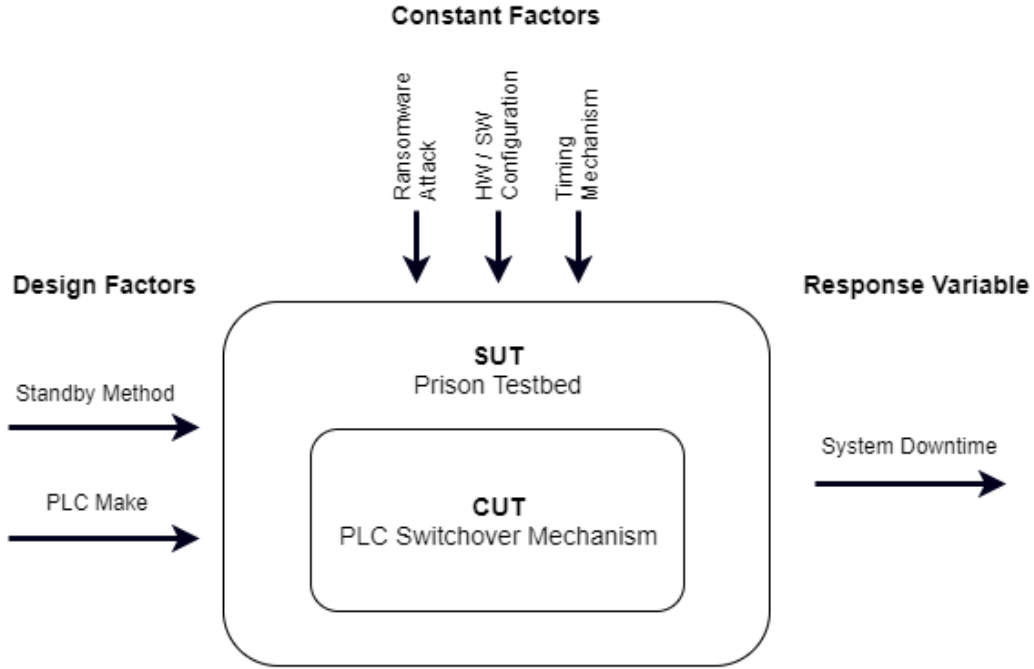 Constant Factors
Ransomware
Attack
HW / SW
Configuration
Timing
Mechanism
Design Factors
Response Variable
Standby Method
PLC Make
SUT
Prison Testbed
CUT
PLC Switchover Mechanism
System Downtime